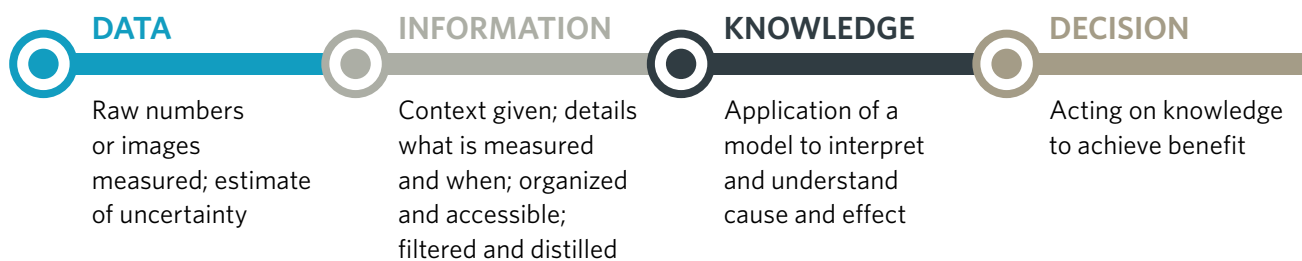 DATA
Raw numbers
or images
measured; estimate
of uncertainty
INFORMATION
Context given; details
what is measured
and when; organized
and accessible;
filtered and distilled
KNOWLEDGE
Application of a
model to interpret
and understand
cause and effect
DECISION
Acting on knowledge
to achieve benefit